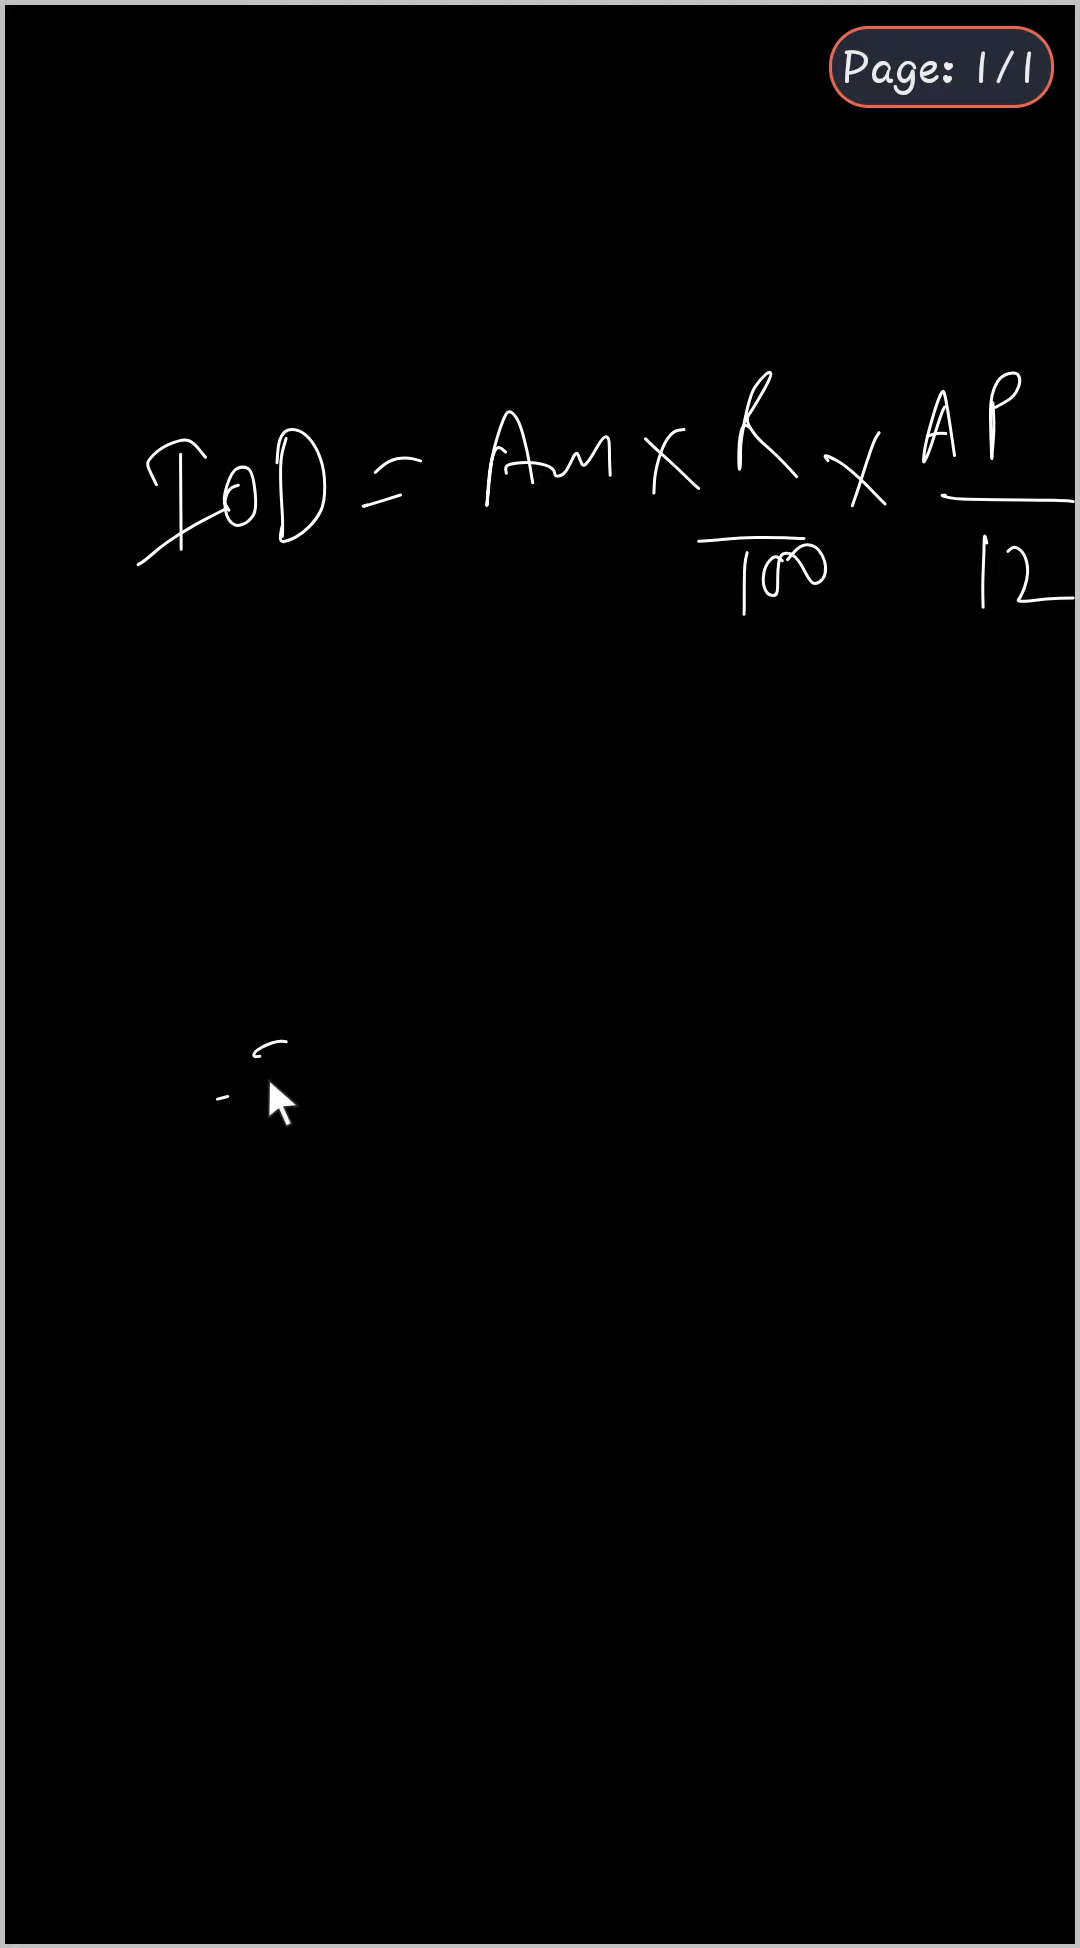 Page: 1/1
IOD = Am × R/100 × AP/12